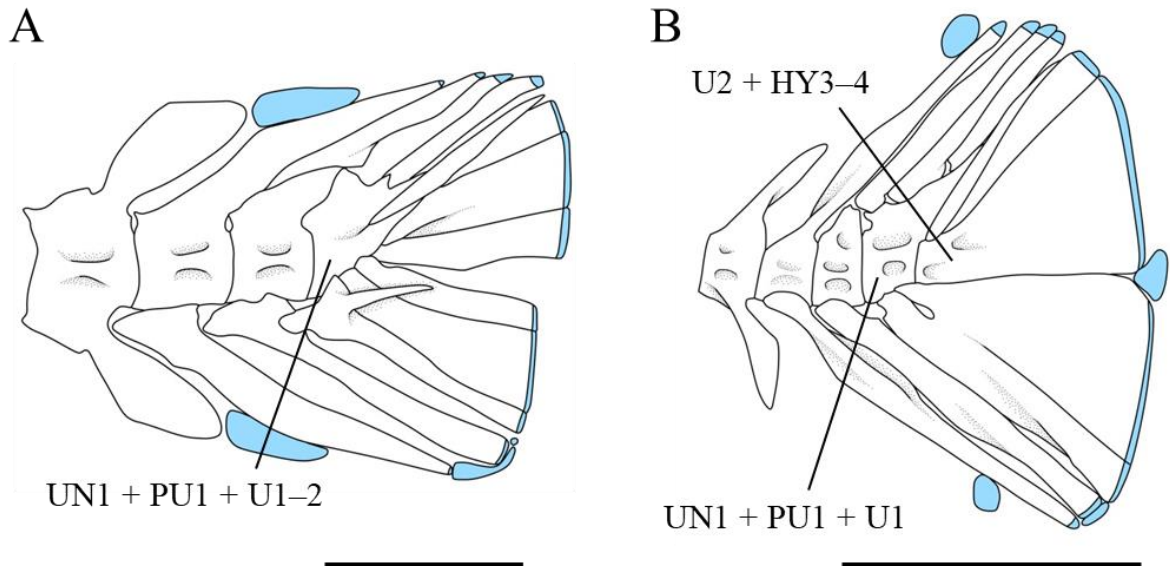 A
UN1 + PU1 + U1–2
B
U2 + HY3–4
UN1 + PU1 + U1